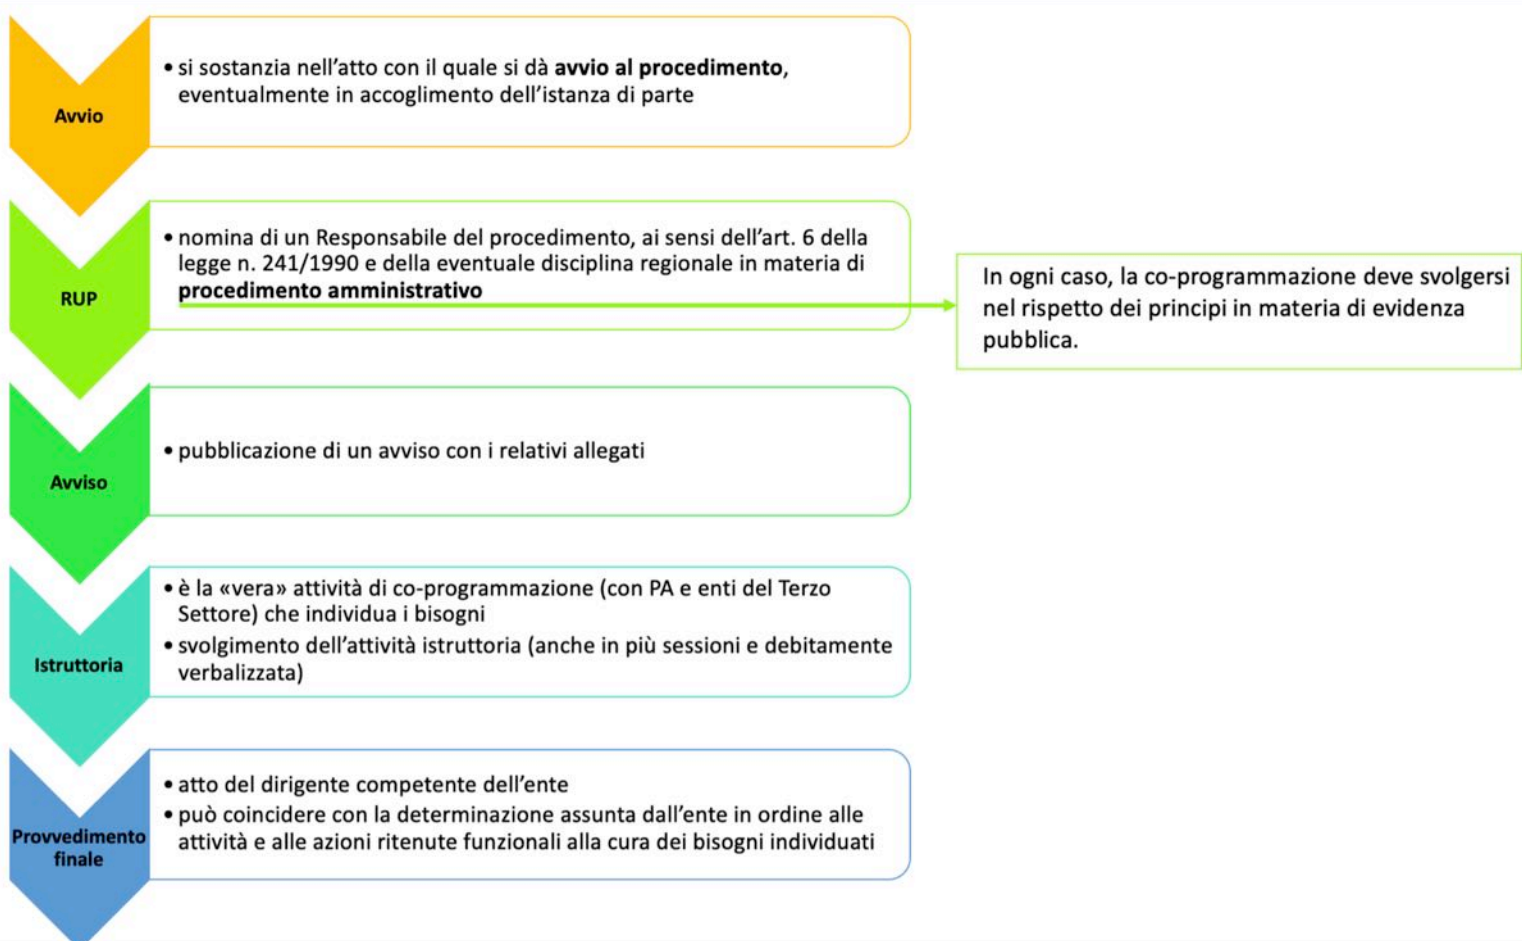 Avvio
• si sostanzia nell'atto con il quale si dà avvio al procedimento,
eventualmente in accoglimento dell'istanza di parte
RUP
• nomina di un Responsabile del procedimento, ai sensi dell'art. 6 della
legge n. 241/1990 e della eventuale disciplina regionale in materia di
procedimento amministrativo
In ogni caso, la co-programmazione deve svolgersi
nel rispetto dei principi in materia di evidenza
pubblica.
Avviso
• pubblicazione di un avviso con i relativi allegati
Istruttoria
• è la «vera» attività di co-programmazione (con PA e enti del Terzo
Settore) che individua i bisogni
• svolgimento dell'attività istruttoria (anche in più sessioni e debitamente
verbalizzata)
Provvedimento
finale
• atto del dirigente competente dell'ente
• può coincidere con la determinazione assunta dall'ente in ordine alle
attività e alle azioni ritenute funzionali alla cura dei bisogni individuati